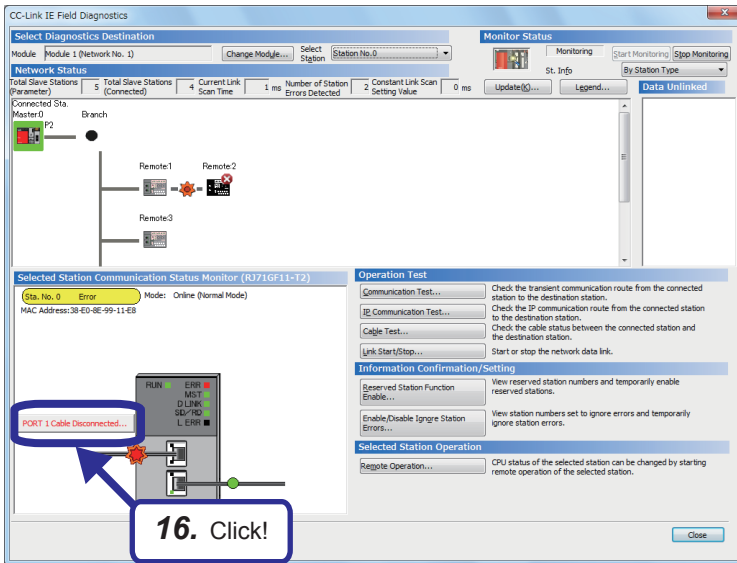 CC-Link IE Field Diagnostics
Select Diagnostics Destination
Monitor Status
Module Module 1 (Network No. 1) Change Module... Select Station Station No.0
Monitoring Start Monitoring Stop Monitoring
St. Info By Station Type
Network Status
Total Slave Stations (Parameter) 5 Total Slave Stations (Connected) 4 Current Link Scan Time 1 ms Number of Station Errors Detected 2 Constant Link Scan Setting Value 0 ms
Update(K)... Legend... Data Unlinked
Connected Sta.
Master:0 Branch
P2
Remote:1 Remote:2
Remote:3
Selected Station Communication Status Monitor (RJ71GF11-T2)
Sta. No. 0 Error Mode: Online (Normal Mode)
MAC Address:38-E0-8E-99-11-E8
RUN ERR
MST
D LINK
SD/RD
L ERR
PORT 1 Cable Disconnected...
16. Click!
Operation Test
Communication Test... Check the transient communication route from the connected
station to the destination station.
IP Communication Test... Check the IP communication route from the connected station
to the destination station.
Cable Test... Check the cable status between the connected station and
the destination station.
Link Start/Stop... Start or stop the network data link.
Information Confirmation/Setting
Reserved Station Function Enable... View reserved station numbers and temporarily enable
reserved stations.
Enable/Disable Ignore Station Errors... View station numbers set to ignore errors and temporarily
ignore station errors.
Selected Station Operation
Remote Operation... CPU status of the selected station can be changed by starting
remote operation of the selected station.
Close